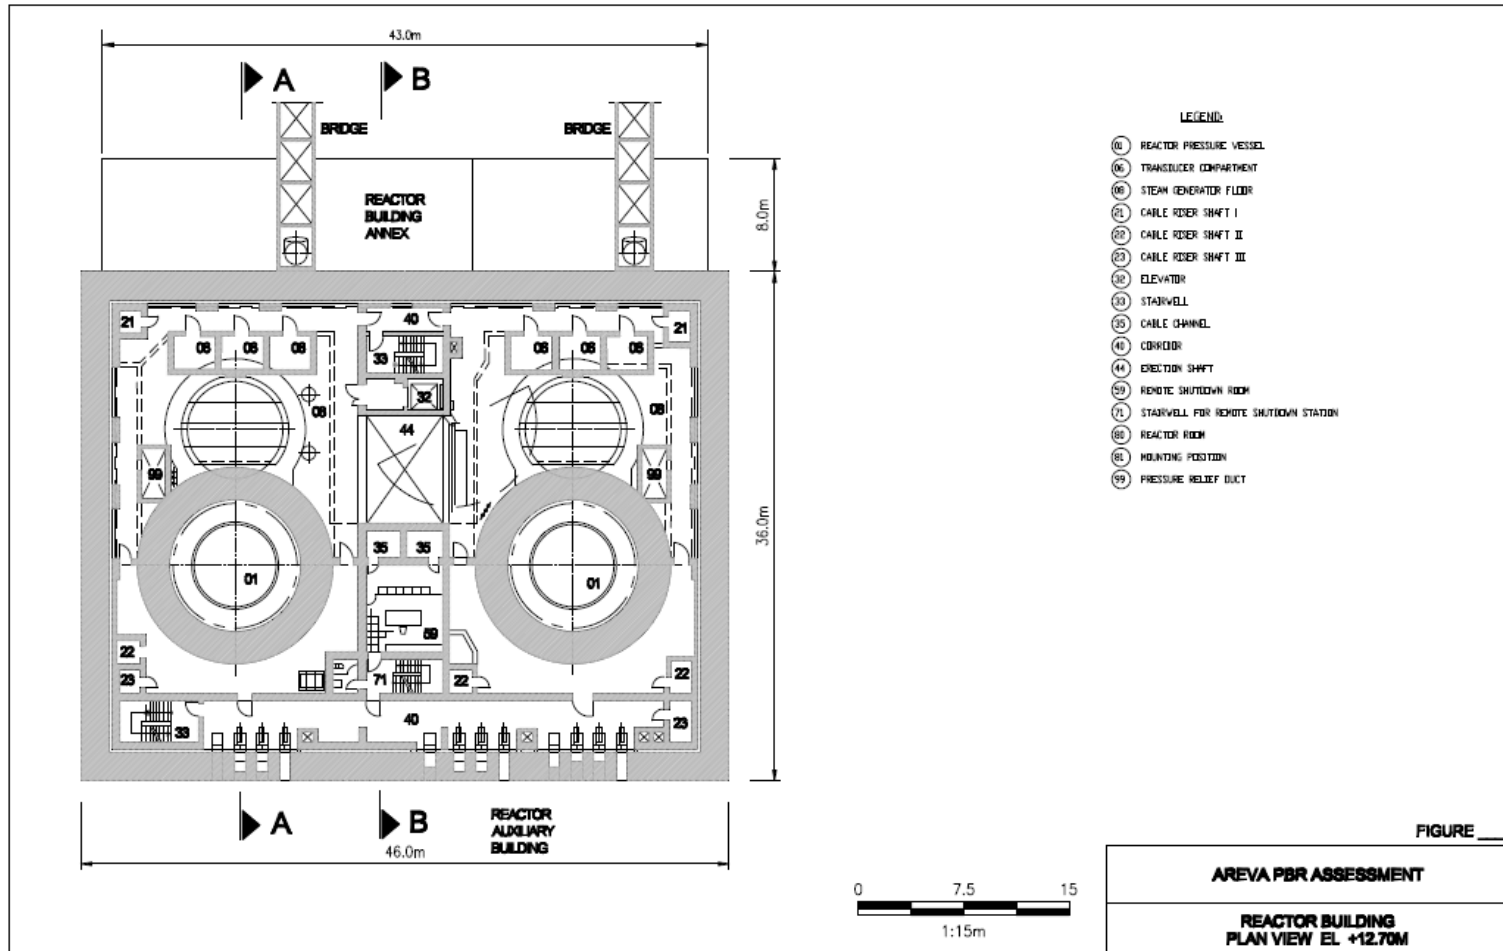 43.0m
A
B
BRIDGE
BRIDGE
REACTOR
BUILDING
ANNEX
8.0m
21
40
21
06
06
06
33
06
06
06
32
08
08
44
99
99
36.0m
35
35
01
01
59
22
23
71
22
22
33
40
23
A
B
REACTOR
AUXILIARY
BUILDING
46.0m
LEGEND:
01 REACTOR PRESSURE VESSEL
06 TRANSDUCER COMPARTMENT
08 STEAM GENERATOR FLOOR
21 CABLE RISER SHAFT I
22 CABLE RISER SHAFT II
23 CABLE RISER SHAFT III
32 ELEVATOR
33 STAIRWELL
35 CABLE CHANNEL
40 CORRIDOR
44 ERECTION SHAFT
59 REMOTE SHUTDOWN ROOM
71 STAIRWELL FOR REMOTE SHUTDOWN STATION
80 REACTOR ROOM
81 MOUNTING POSITION
99 PRESSURE RELIEF DUCT
0 7.5 15
1:15m
FIGURE ___
AREVA PBR ASSESSMENT
REACTOR BUILDING
PLAN VIEW EL +12.70M